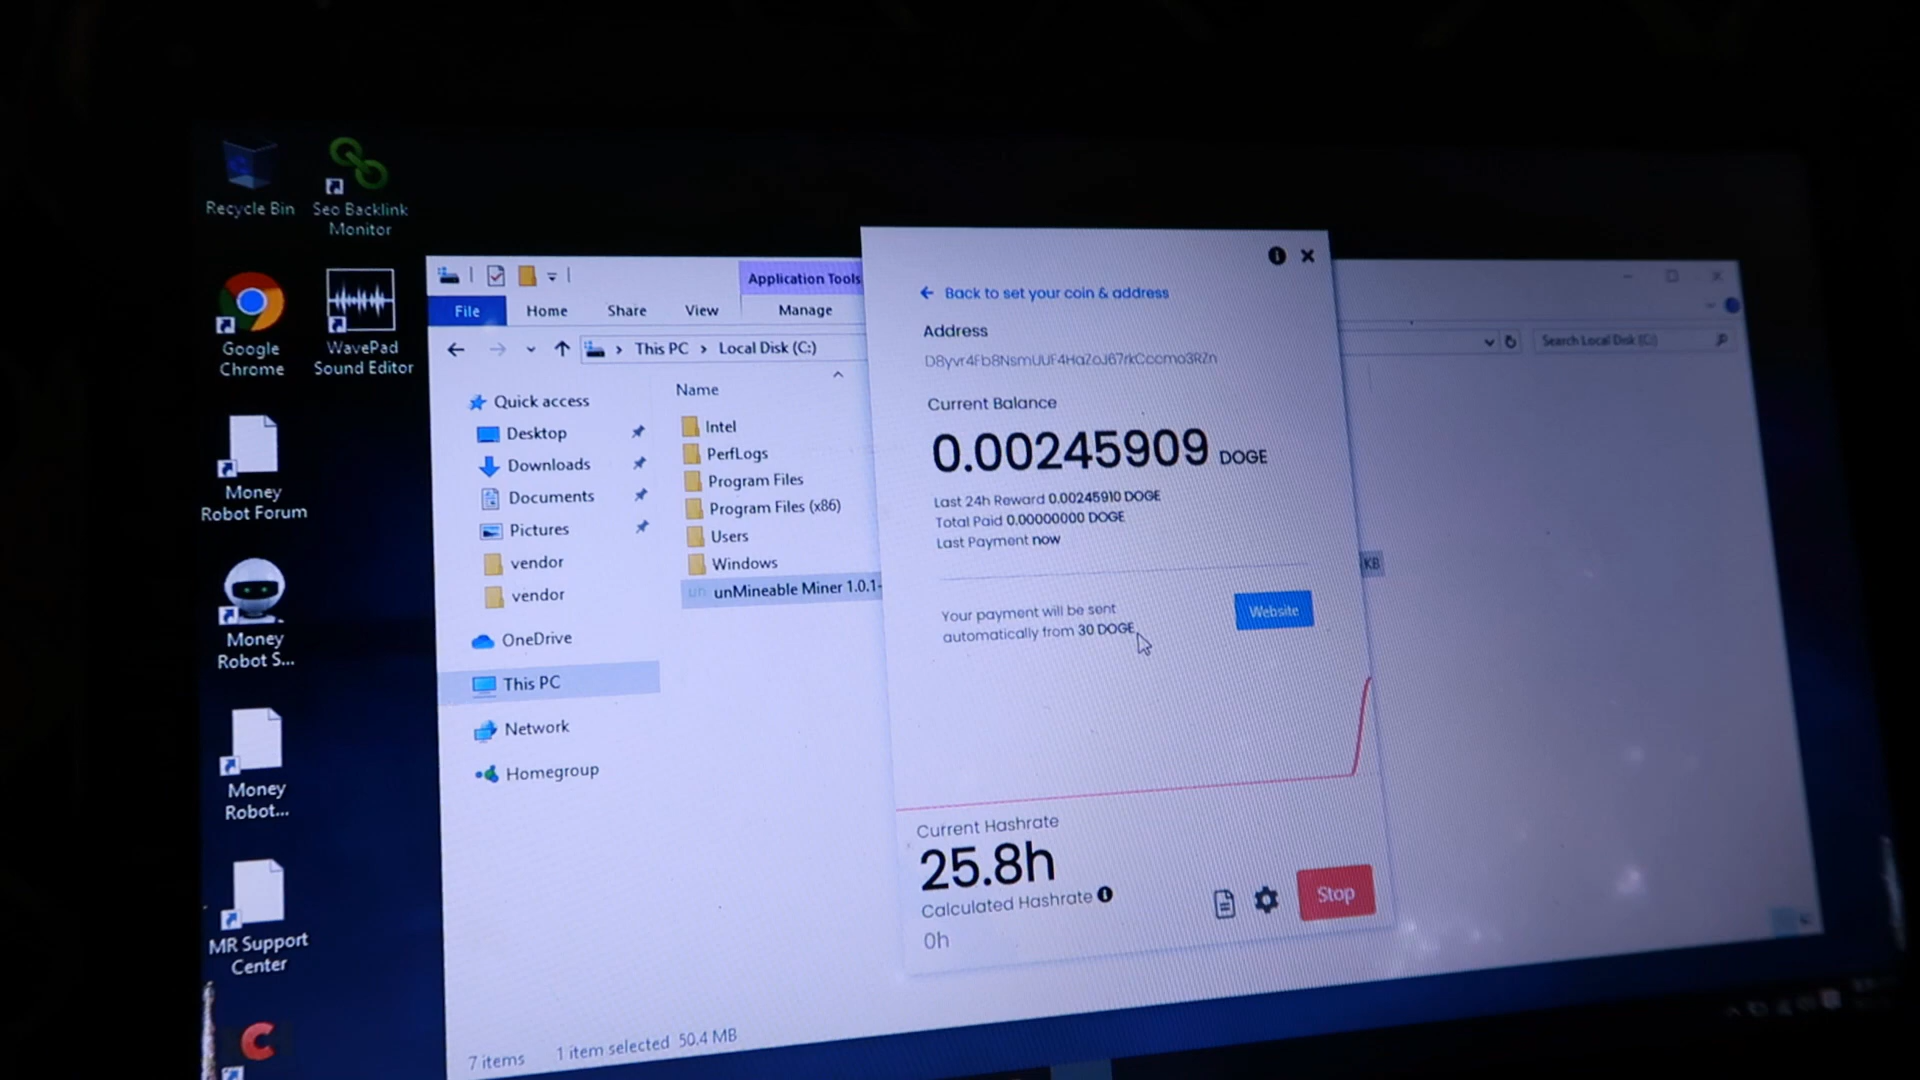 Recycle Bin
Seo Backlink
Monitor
Google
Chrome
WavePad
Sound Editor
Money
Robot Forum
Money
Robot S...
Money
Robot...
MR Support
Center
Application Tools
File
Home
Share
View
Manage
This PC
Local Disk (C:)
Search Local Disk (C:)
Name
Quick access
Desktop
Downloads
Documents
Pictures
vendor
vendor
OneDrive
This PC
Network
Homegroup
Intel
PerfLogs
Program Files
Program Files (x86)
Users
Windows
unMineable Miner 1.0.1-
KB
7 items
1 item selected 50.4 MB
Back to set your coin & address
Address
Current Balance
0.00245909 DOGE
Last 24h Reward 0.00245910 DOGE
Total Paid 0.00000000 DOGE
Last Payment now
Your payment will be sent
automatically from 30 DOGE
Website
Current Hashrate
25.8h
Calculated Hashrate
0h
Stop